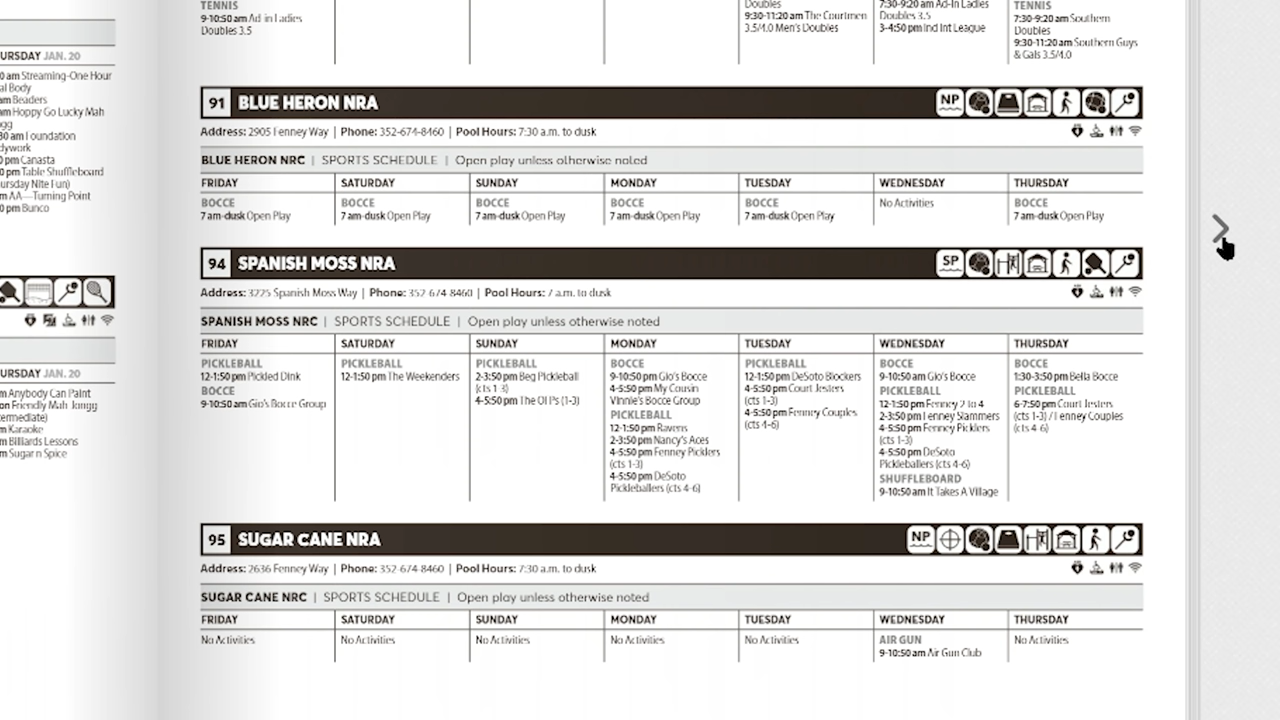 URSDAY JAN. 20
0 am Streaming-One Hour
al Body
am Beaders
am Hoppy Go Lucky Mah
ngg
30 am Foundation
dywork
0 pm Canasta
0 pm Table Shuffleboard
ursday Nite Fun)
m AA—Turning Point
0 pm Bunco
URSDAY JAN. 20
m Anybody Can Paint
on Friendly Mah Jongg
termediate)
m Karaoke
m Billiards Lessons
m Sugar n Spice
TENNIS
9-10:50 am Ad-in Ladies
Doubles 3.5
Doubles
9:30-11:20 am The Courtmen
3.5/4.0 Men's Doubles
7:30-9:20 am Ad-In Ladies
Doubles 3.5
3-4:50 pm Ind Int League
TENNIS
7:30-9:20 am Southern
Doubles
9:30-11:20 am Southern Guys
& Gals 3.5/4.0
91 BLUE HERON NRA NP
Address: 2905 Fenney Way | Phone: 352-674-8460 | Pool Hours: 7:30 a.m. to dusk
BLUE HERON NRC | SPORTS SCHEDULE | Open play unless otherwise noted
FRIDAY SATURDAY SUNDAY MONDAY TUESDAY WEDNESDAY THURSDAY
BOCCE
7 am-dusk Open Play
BOCCE
7 am-dusk Open Play
BOCCE
7 am-dusk Open Play
BOCCE
7 am-dusk Open Play
BOCCE
7 am-dusk Open Play
No Activities
BOCCE
7 am-dusk Open Play
94 SPANISH MOSS NRA SP
Address: 3225 Spanish Moss Way | Phone: 352-674-8460 | Pool Hours: 7 a.m. to dusk
SPANISH MOSS NRC | SPORTS SCHEDULE | Open play unless otherwise noted
FRIDAY SATURDAY SUNDAY MONDAY TUESDAY WEDNESDAY THURSDAY
PICKLEBALL
12-1:50 pm Pickled Dink
BOCCE
9-10:50 am Gio's Bocce Group
PICKLEBALL
12-1:50 pm The Weekenders
PICKLEBALL
2-3:50 pm Beg Pickleball
(cts 1-3)
4-5:50 pm The Ol Ps (1-3)
BOCCE
9-10:50 pm Gio's Bocce
4-5:50 pm My Cousin
Vinnie's Bocce Group
PICKLEBALL
12-1:50 pm Ravens
2-3:50 pm Nancy's Aces
4-5:50 pm Fenney Picklers
(cts 1-3)
4-5:50 pm DeSoto
Pickleballers (cts 4-6)
PICKLEBALL
12-1:50 pm DeSoto Blockers
4-5:50 pm Court Jesters
(cts 1-3)
4-5:50 pm Fenney Couples
(cts 4-6)
BOCCE
9-10:50 am Gio's Bocce
PICKLEBALL
12-1:50 pm Fenney 2 to 4
2-3:50 pm Fenney Slammers
4-5:50 pm Fenney Picklers
(cts 1-3)
4-5:50 pm DeSoto
Pickleballers (cts 4-6)
SHUFFLEBOARD
9-10:50 am It Takes A Village
BOCCE
1:30-3:50 pm Bella Bocce
PICKLEBALL
6-7:50 pm Court Jesters
(cts 1-3) / Fenney Couples
(cts 4-6)
95 SUGAR CANE NRA NP
Address: 2636 Fenney Way | Phone: 352-674-8460 | Pool Hours: 7:30 a.m. to dusk
SUGAR CANE NRC | SPORTS SCHEDULE | Open play unless otherwise noted
FRIDAY SATURDAY SUNDAY MONDAY TUESDAY WEDNESDAY THURSDAY
No Activities
No Activities
No Activities
No Activities
No Activities
AIR GUN
9-10:50 am Air Gun Club
No Activities